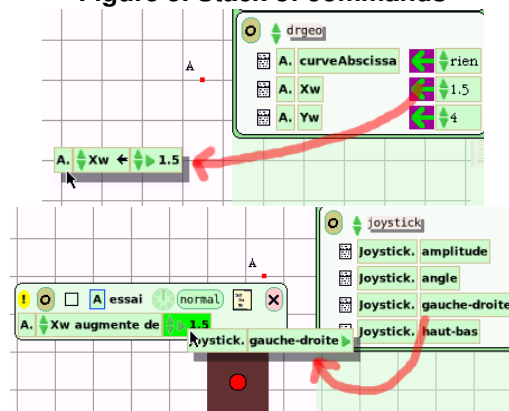 Figure 6. Stack of commands
drgeo
A
A. curveAbscissa rien
A. Xw 1.5
A. Yw 4
A. Xw 1.5
joystick
Joystick. amplitude
A
Joystick. angle
! A essai normal
Joystick. gauche-droite
A. Xw augmente de 1.5
Joystick. gauche-droite
Joystick. haut-bas